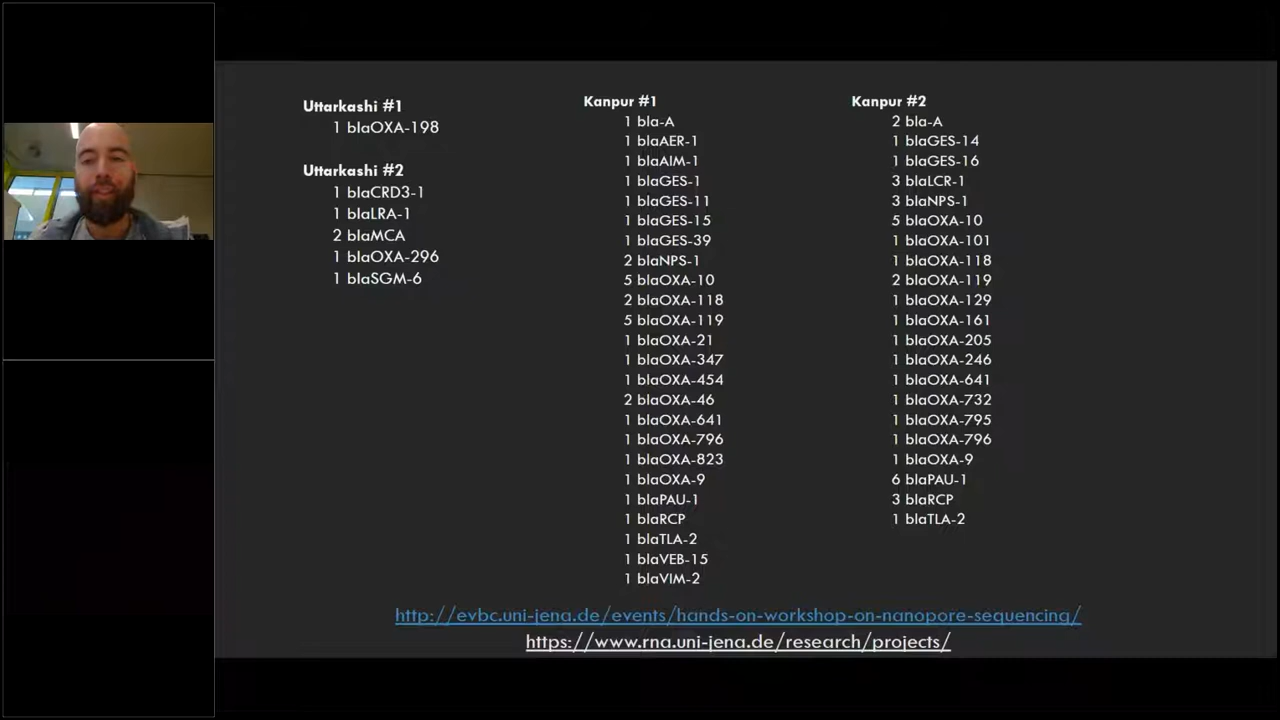 Uttarkashi #1
1 blaOXA-198
Uttarkashi #2
1 blaCRD3-1
1 blaLRA-1
2 blaMCA
1 blaOXA-296
1 blaSGM-6
Kanpur #1
1 bla-A
1 blaAER-1
1 blaAIM-1
1 blaGES-1
1 blaGES-11
1 blaGES-15
1 blaGES-39
2 blaNPS-1
5 blaOXA-10
2 blaOXA-118
5 blaOXA-119
1 blaOXA-21
1 blaOXA-347
1 blaOXA-454
2 blaOXA-46
1 blaOXA-641
1 blaOXA-796
1 blaOXA-823
1 blaOXA-9
1 blaPAU-1
1 blaRCP
1 blaTLA-2
1 blaVEB-15
1 blaVIM-2
Kanpur #2
2 bla-A
1 blaGES-14
1 blaGES-16
3 blaLCR-1
3 blaNPS-1
5 blaOXA-10
1 blaOXA-101
1 blaOXA-118
2 blaOXA-119
1 blaOXA-129
1 blaOXA-161
1 blaOXA-205
1 blaOXA-246
1 blaOXA-641
1 blaOXA-732
1 blaOXA-795
1 blaOXA-796
1 blaOXA-9
6 blaPAU-1
3 blaRCP
1 blaTLA-2
http://evbc.uni-jena.de/events/hands-on-workshop-on-nanopore-sequencing/
https://www.rna.uni-jena.de/research/projects/